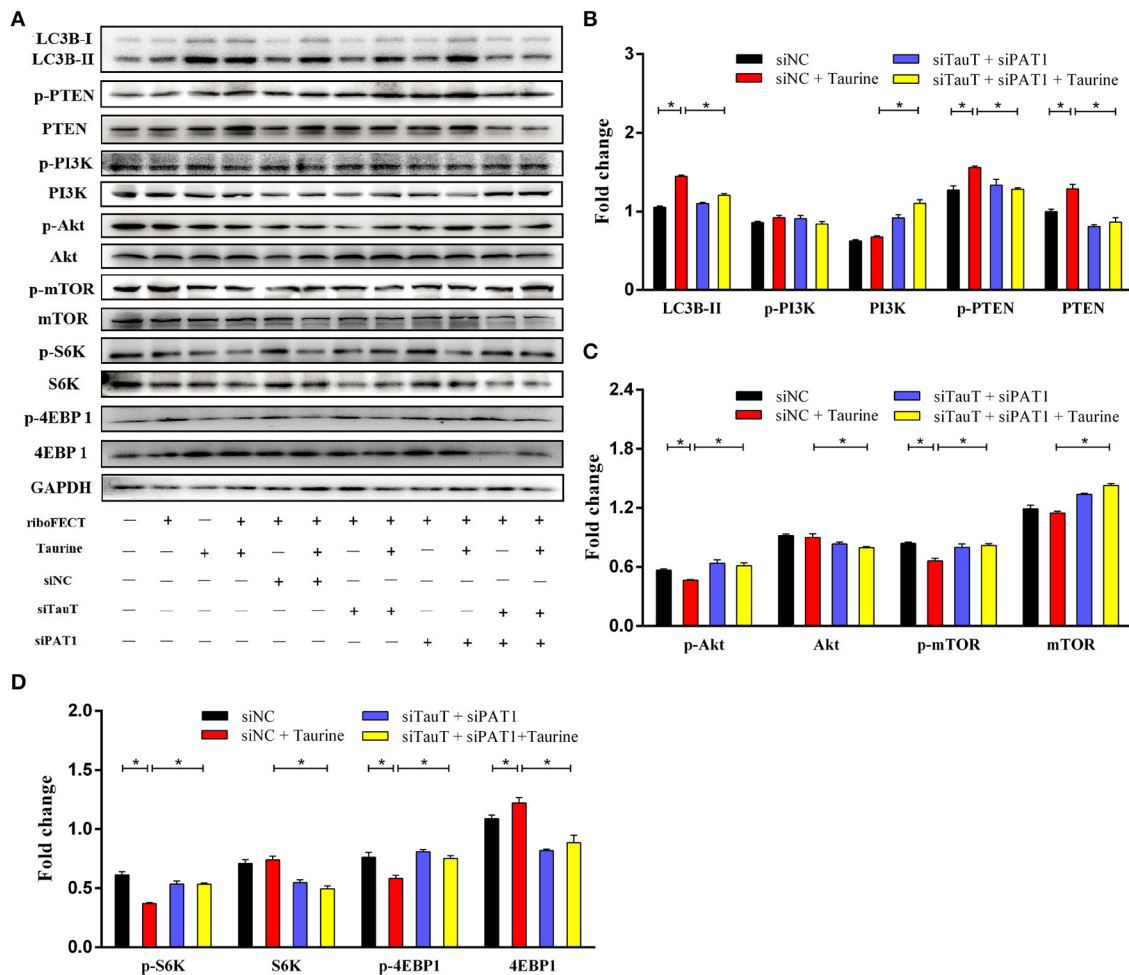 A
LC3B-I
LC3B-II
p-PTEN
PTEN
p-PI3K
PI3K
p-Akt
Akt
p-mTOR
mTOR
p-S6K
S6K
p-4EBP 1
4EBP 1
GAPDH
riboFECT — + — + + + + + + + + +
Taurine — — + + — + — + — + — +
siNC — — — — + + — — — — — —
siTauT — — — — — — + + — — + +
siPAT1 — — — — — — — — + + + +
B
siNC
siNC + Taurine
siTauT + siPAT1
siTauT + siPAT1 + Taurine
* * * * * * *
Fold change
3
2
1
0
LC3B-II p-PI3K PI3K p-PTEN PTEN
C
siNC
siNC + Taurine
siTauT + siPAT1
siTauT + siPAT1 + Taurine
* * * * * *
Fold change
2.4
1.8
1.2
0.6
0.0
p-Akt Akt p-mTOR mTOR
D
siNC
siNC + Taurine
siTauT + siPAT1
siTauT + siPAT1+Taurine
* * * * * * *
Fold change
2.0
1.5
1.0
0.5
0.0
p-S6K S6K p-4EBP1 4EBP1